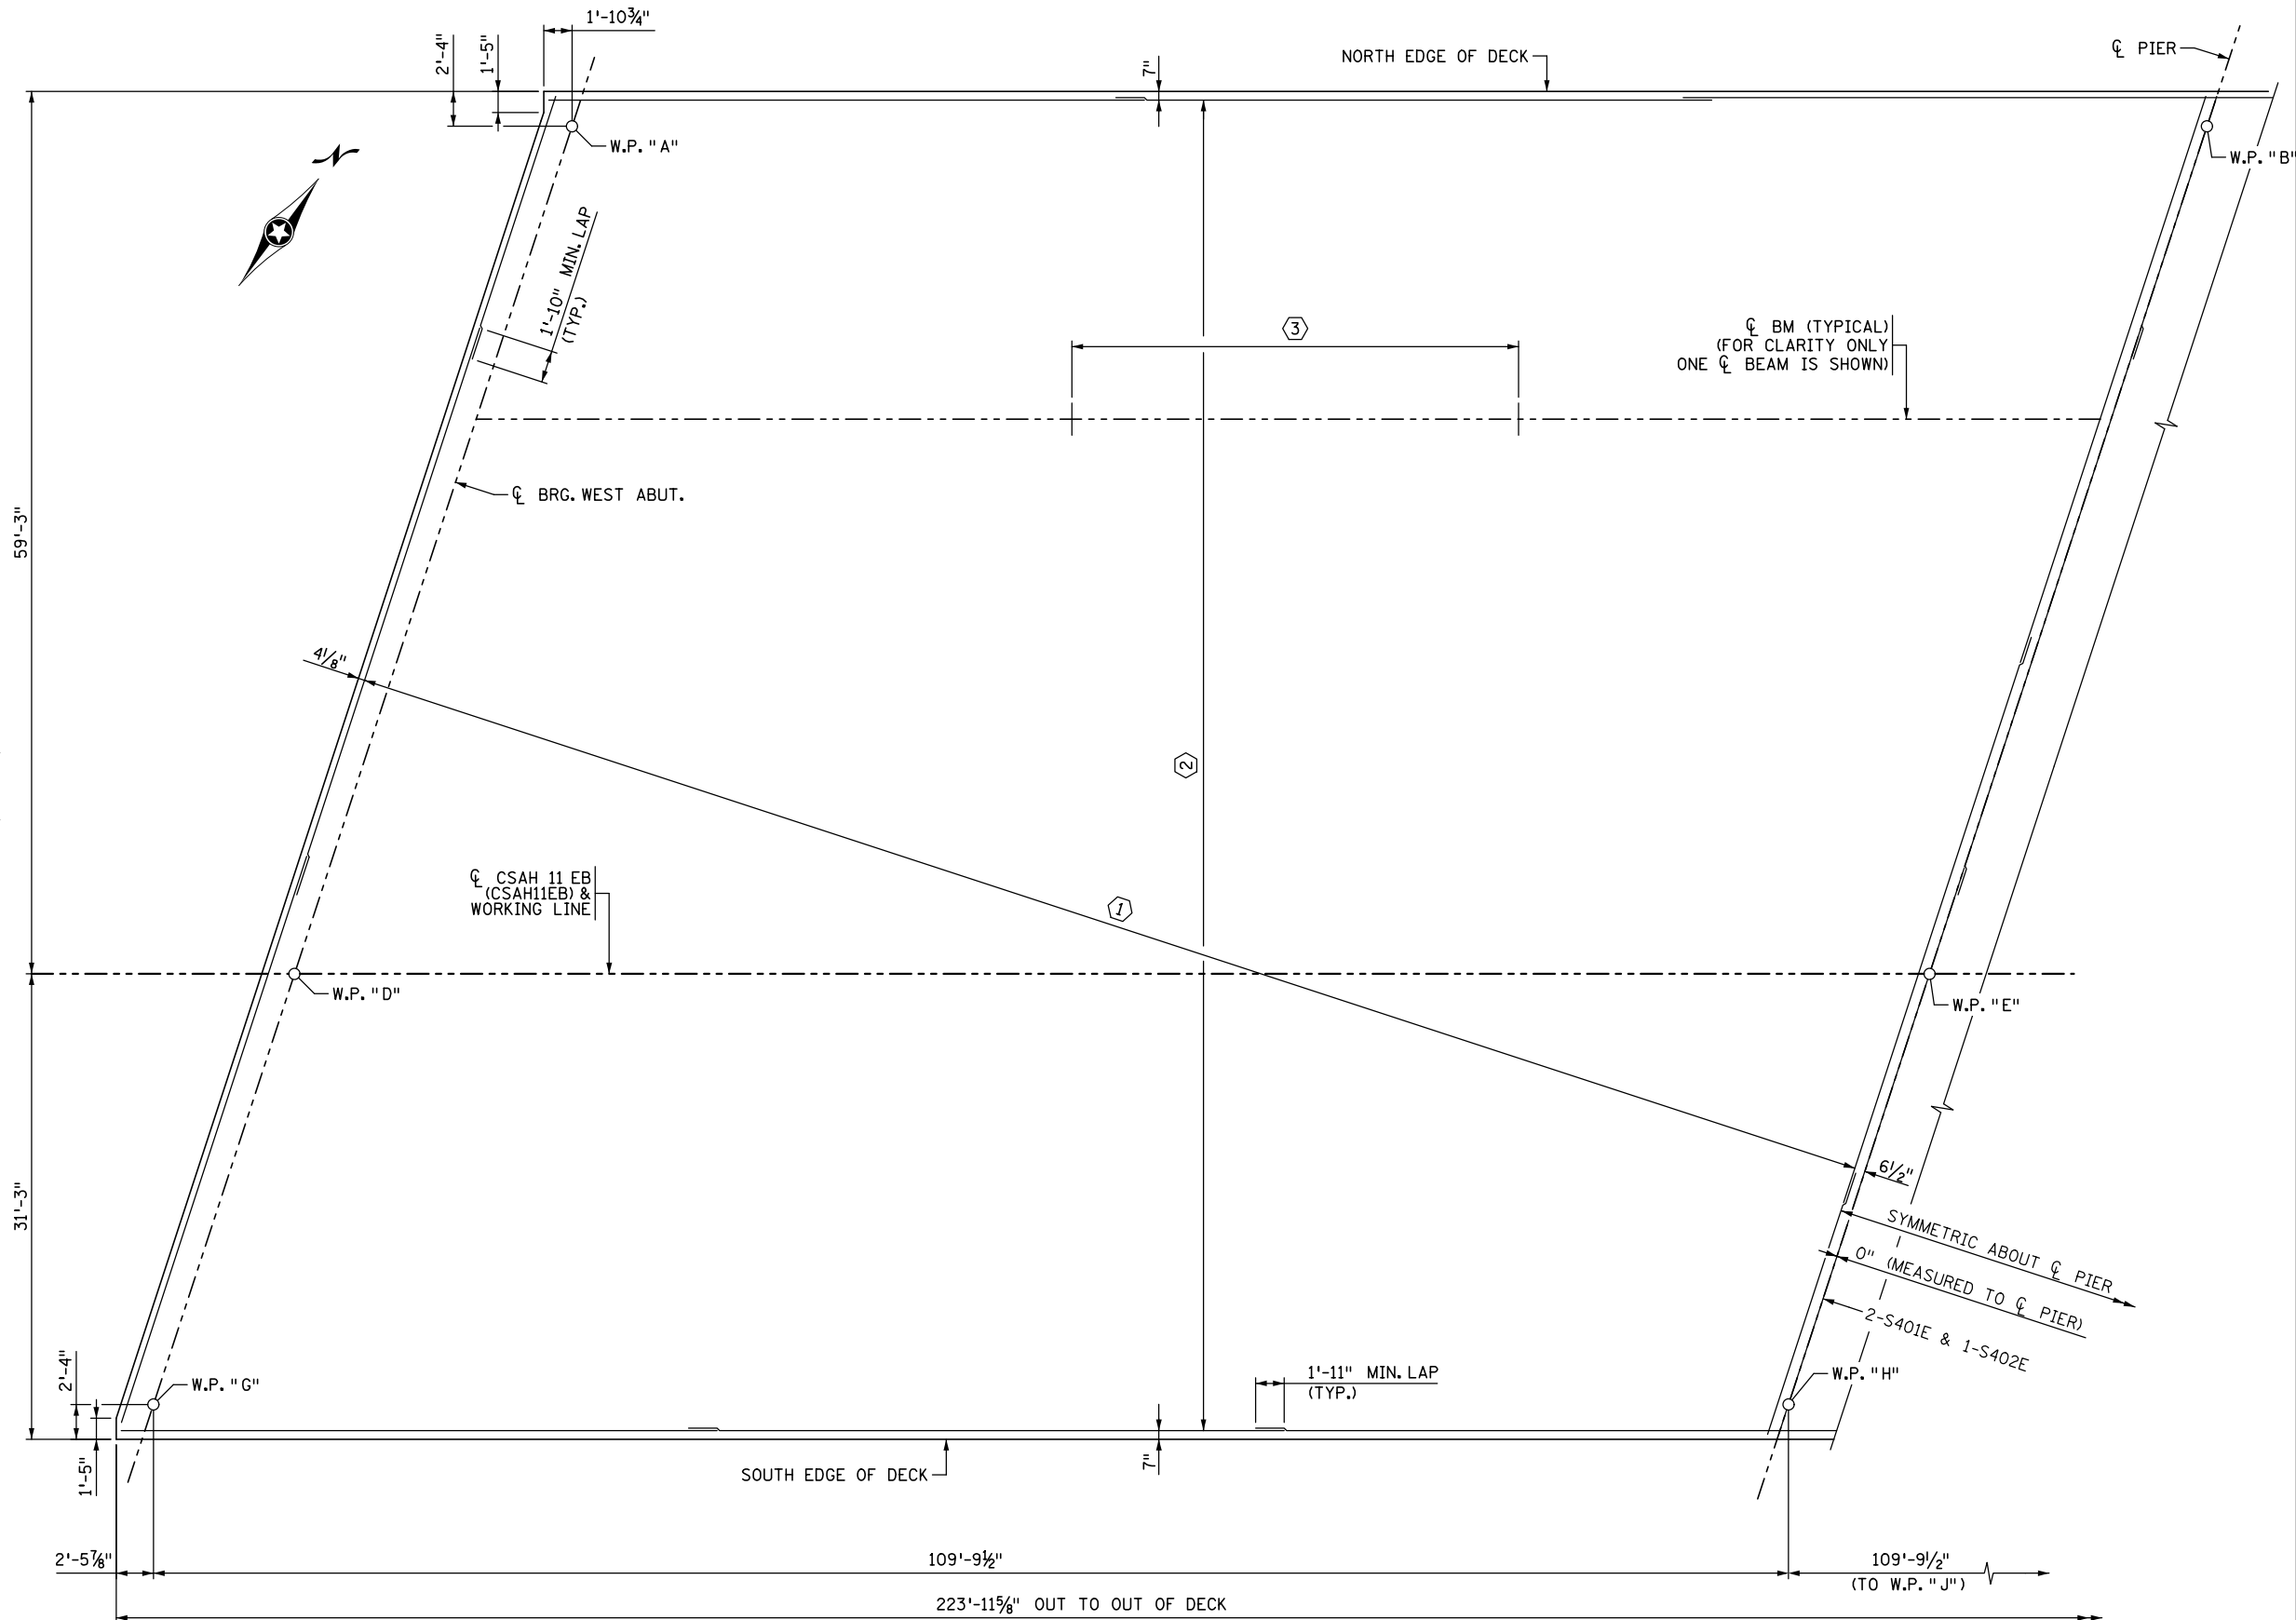 1'-10¾"
2'-4"
1'-5"
7"
NORTH EDGE OF DECK
℄ PIER
W.P. "A"
W.P. "B"
N
1'-10" MIN. LAP
(TYP.)
3
℄ BM (TYPICAL)
(FOR CLARITY ONLY
ONE ℄ BEAM IS SHOWN)
℄ BRG. WEST ABUT.
59'-3"
4⅛"
2
℄ CSAH 11 EB
(CSAH11EB) &
WORKING LINE
1
W.P. "D"
W.P. "E"
31'-3"
6½"
SYMMETRIC ABOUT ℄ PIER
0" (MEASURED TO ℄ PIER)
2-S401E & 1-S402E
2'-4"
W.P. "G"
1'-11" MIN. LAP
(TYP.)
W.P. "H"
1'-5"
SOUTH EDGE OF DECK
7"
2'-5⅞"
109'-9½"
109'-9½"
(TO W.P. "J")
223'-11⅝" OUT TO OUT OF DECK